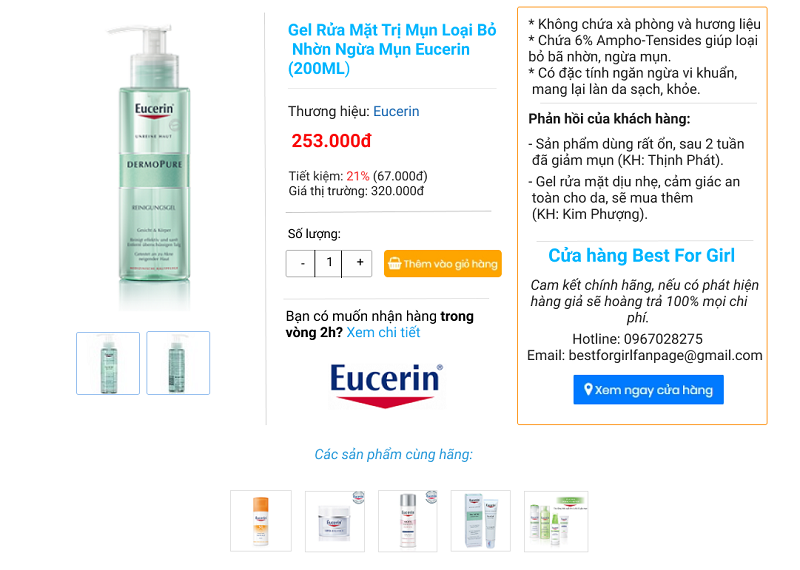 Eucerin
UNREINE HAUT
DERMOPURE
REINIGUNGSGEL
Gesicht & Körper
Gel Rửa Mặt Trị Mụn Loại Bỏ
Nhờn Ngừa Mụn Eucerin
(200ML)
Thương hiệu: Eucerin
253.000đ
Tiết kiệm: 21% (67.000đ)
Giá thị trường: 320.000đ
Số lượng:
- 1 +
Thêm vào giỏ hàng
Bạn có muốn nhận hàng trong
vòng 2h? Xem chi tiết
Eucerin®
* Không chứa xà phòng và hương liệu
* Chứa 6% Ampho-Tensides giúp loại
bỏ bã nhờn, ngừa mụn.
* Có đặc tính ngăn ngừa vi khuẩn,
mang lại làn da sạch, khỏe.
Phản hồi của khách hàng:
- Sản phẩm dùng rất ổn, sau 2 tuần
đã giảm mụn (KH: Thịnh Phát).
- Gel rửa mặt dịu nhẹ, cảm giác an
toàn cho da, sẽ mua thêm
(KH: Kim Phượng).
Cửa hàng Best For Girl
Cam kết chính hãng, nếu có phát hiện
hàng giả sẽ hoàng trả 100% mọi chi
phí.
Hotline: 0967028275
Email: bestforgirlfanpage@gmail.com
Xem ngay cửa hàng
Các sản phẩm cùng hãng:
Eucerin
Eucerin
Eucerin